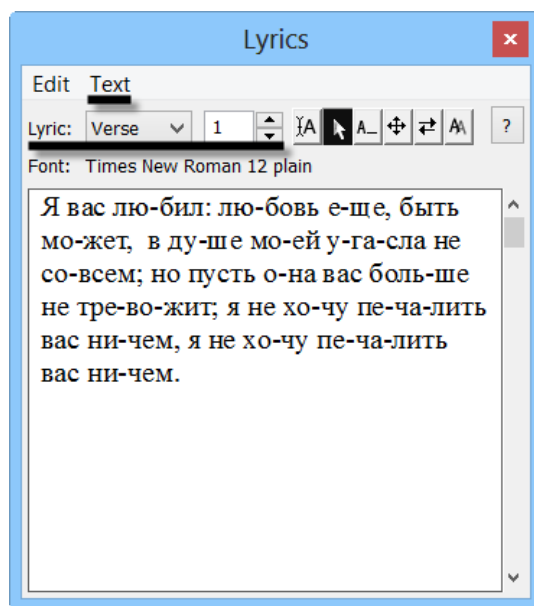 Lyrics
Edit Text
Lyric: Verse 1 A A_ AA ?
Font: Times New Roman 12 plain
Я вас лю-бил: лю-бовь е-ще, быть
мо-жет, в ду-ше мо-ей у-га-сла не
со-всем; но пусть о-на вас боль-ше
не тре-во-жит; я не хо-чу пе-ча-лить
вас ни-чем, я не хо-чу пе-ча-лить
вас ни-чем.